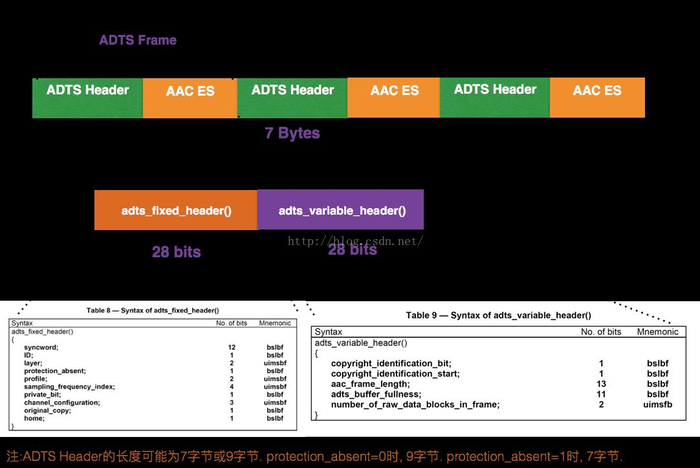 ADTS Frame
ADTS Header AAC ES ADTS Header AAC ES ADTS Header AAC ES
7 Bytes
adts_fixed_header() adts_variable_header()
http://blog.csdn.net/
28 bits 28 bits
Table 8 — Syntax of adts_fixed_header()
Syntax No. of bits Mnemonic
adts_fixed_header()
{
syncword; 12 bslbf
ID; 1 bslbf
layer; 2 uimsbf
protection_absent; 1 bslbf
profile; 2 uimsbf
sampling_frequency_index; 4 uimsbf
private_bit; 1 bslbf
channel_configuration; 3 uimsbf
original_copy; 1 bslbf
home; 1 bslbf
}
Table 9 — Syntax of adts_variable_header()
Syntax No. of bits Mnemonic
adts_variable_header()
{
copyright_identification_bit; 1 bslbf
copyright_identification_start; 1 bslbf
aac_frame_length; 13 bslbf
adts_buffer_fullness; 11 bslbf
number_of_raw_data_blocks_in_frame; 2 uimsfb
}
注:ADTS Header的长度可能为7字节或9字节. protection_absent=0时, 9字节. protection_absent=1时, 7字节.